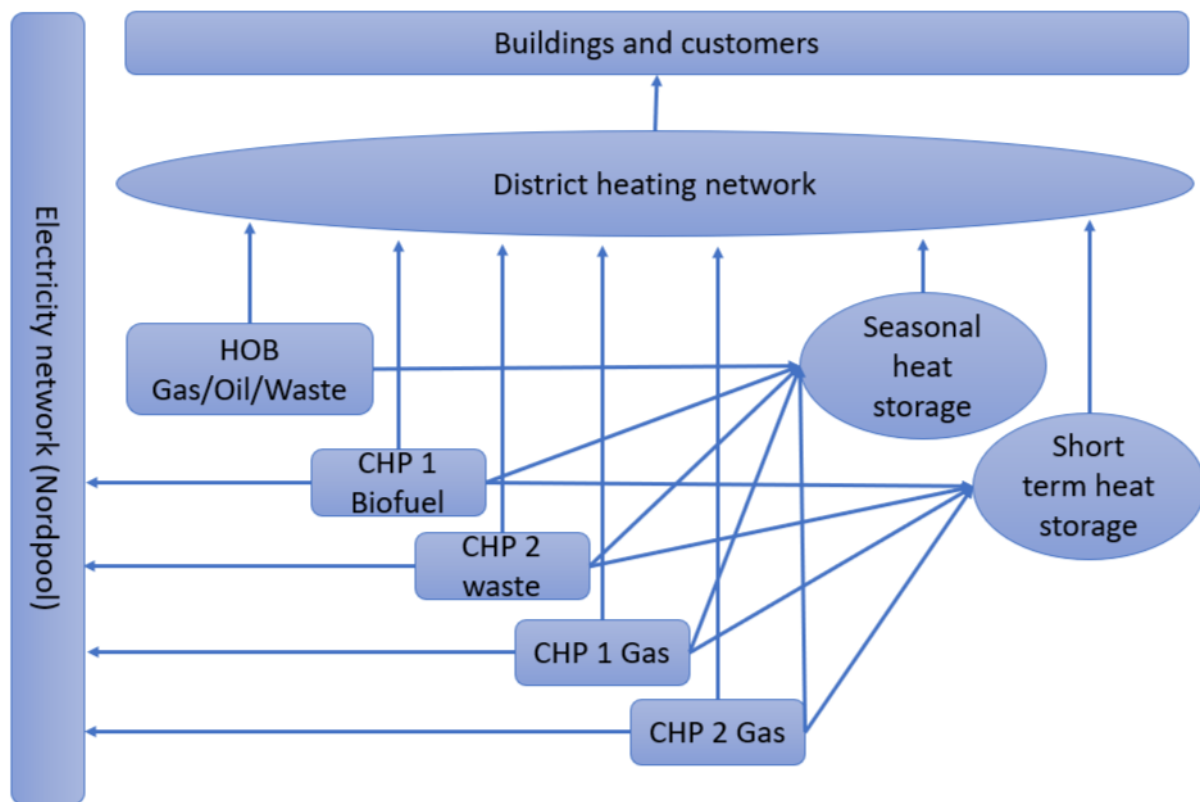 Buildings and customers
District heating network
Electricity network (Nordpool)
HOB
Gas/Oil/Waste
Seasonal
heat
storage
CHP 1
Biofuel
Short
term heat
storage
CHP 2
waste
CHP 1 Gas
CHP 2 Gas